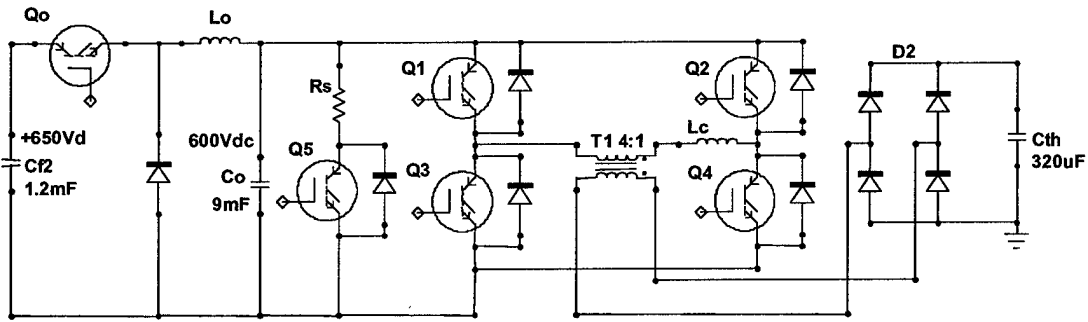 Qo
Lo
D2
Q1
Q2
Rs
+650Vd
600Vdc
T1 4:1
Lc
Cth
320uF
Cf2
1.2mF
Q5
Q3
Q4
Co
9mF